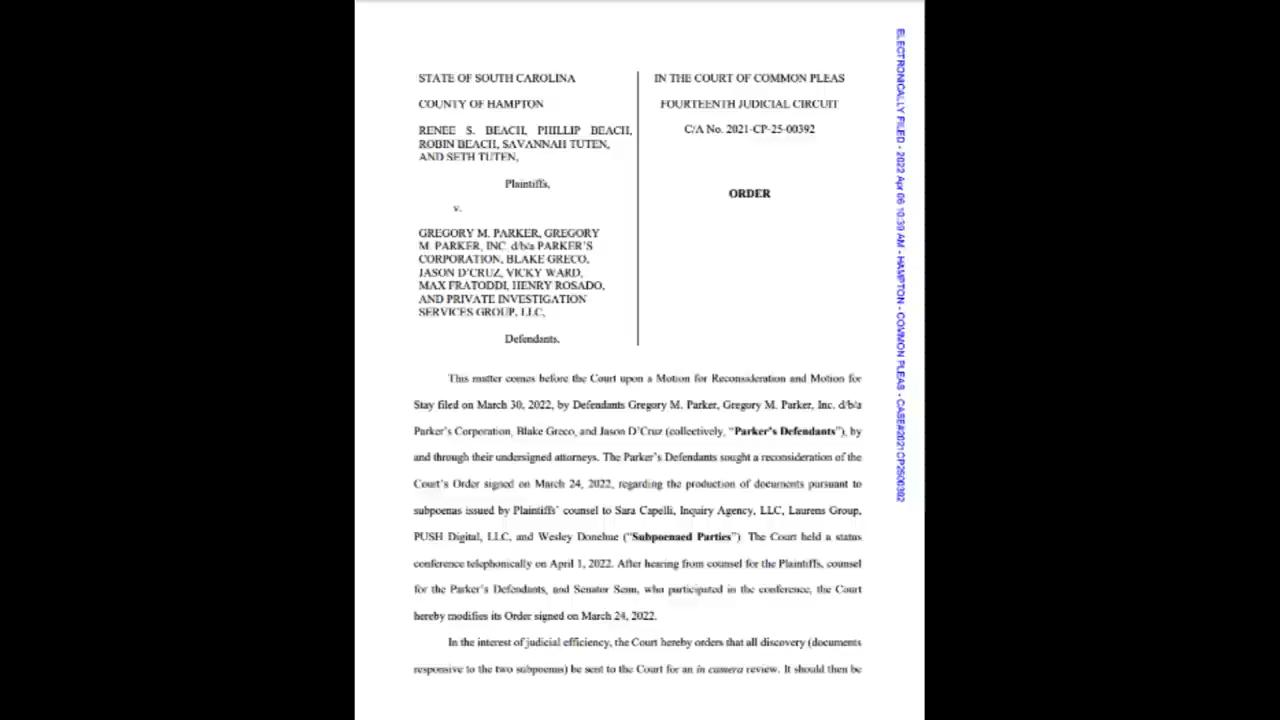 STATE OF SOUTH CAROLINA
COUNTY OF HAMPTON
RENEE S. BEACH, PHILLIP BEACH,
ROBIN BEACH, SAVANNAH TUTEN,
AND SETH TUTEN,
Plaintiffs,
v.
GREGORY M. PARKER, GREGORY
M. PARKER, INC. d/b/a PARKER'S
CORPORATION, BLAKE GRECO,
JASON D'CRUZ, VICKY WARD,
MAX FRATODDI, HENRY ROSADO,
AND PRIVATE INVESTIGATION
SERVICES GROUP, LLC,
Defendants.
IN THE COURT OF COMMON PLEAS
FOURTEENTH JUDICIAL CIRCUIT
C/A No. 2021-CP-25-00392
ORDER
This matter comes before the Court upon a Motion for Reconsideration and Motion for
Stay filed on March 30, 2022, by Defendants Gregory M. Parker, Gregory M. Parker, Inc. d/b/a
Parker's Corporation, Blake Greco, and Jason D'Cruz (collectively, "Parker's Defendants"), by
and through their undersigned attorneys. The Parker's Defendants sought a reconsideration of the
Court's Order signed on March 24, 2022, regarding the production of documents pursuant to
subpoenas issued by Plaintiffs' counsel to Sara Capelli, Inquiry Agency, LLC, Laurens Group,
PUSH Digital, LLC, and Wesley Donehue ("Subpoenaed Parties") The Court held a status
conference telephonically on April 1, 2022. After hearing from counsel for the Plaintiffs, counsel
for the Parker's Defendants, and Senator Senn, who participated in the conference, the Court
hereby modifies its Order signed on March 24, 2022.
In the interest of judicial efficiency, the Court hereby orders that all discovery (documents
responsive to the two subpoenas) be sent to the Court for an in camera review. It should then be
ELECTRONICALLY FILED - 2022 Apr 06 10:39 AM - HAMPTON - COMMON PLEAS - CASE#2021CP2500392